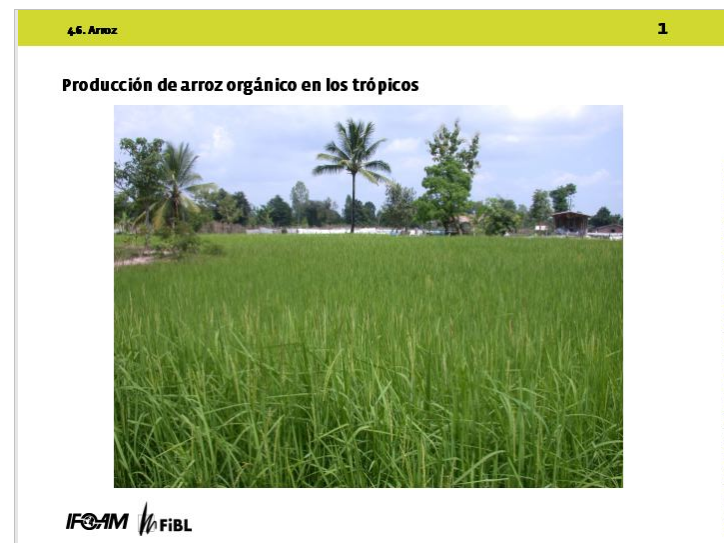 4.6. Arroz
1
Producción de arroz orgánico en los trópicos
IFOAM FiBL